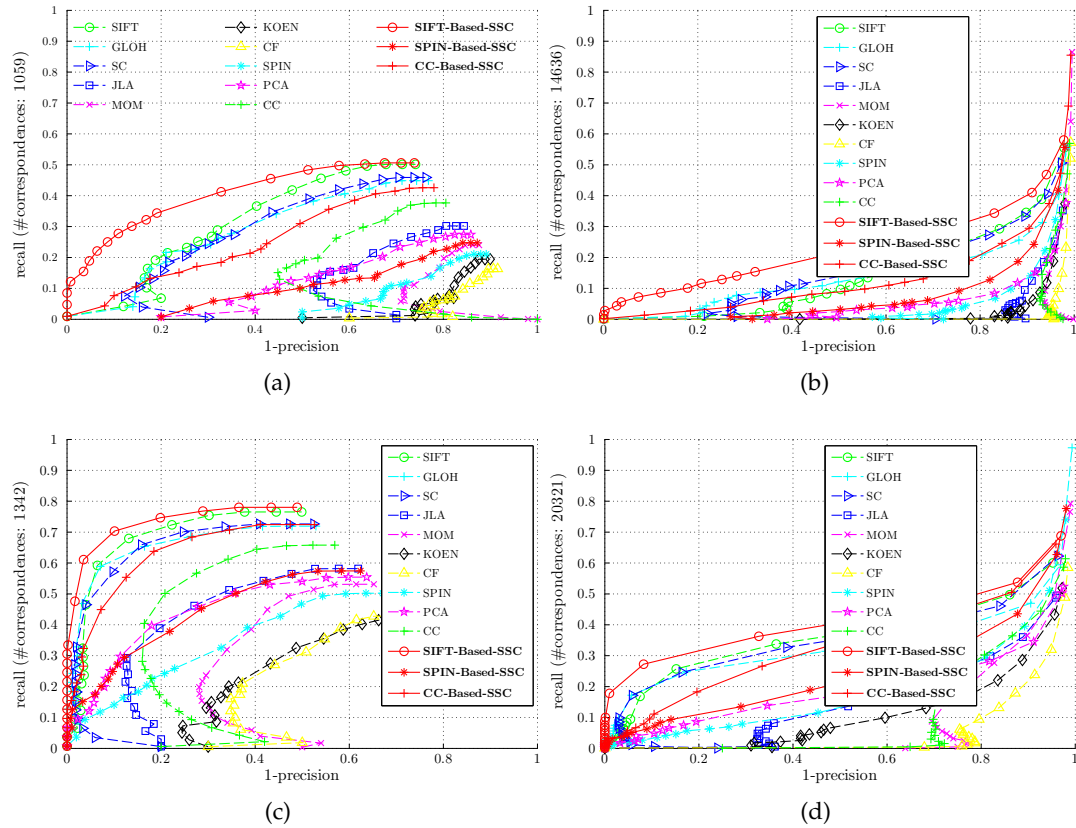 1
0.9
0.8
0.7
0.6
0.5
0.4
0.3
0.2
0.1
0
recall (#correspondences: 1059)
SIFT
GLOH
SC
JLA
MOM
KOEN
CF
SPIN
PCA
CC
SIFT-Based-SSC
SPIN-Based-SSC
CC-Based-SSC
0 0.2 0.4 0.6 0.8 1
1-precision
(a)
1
0.9
0.8
0.7
0.6
0.5
0.4
0.3
0.2
0.1
0
recall (#correspondences: 14636)
SIFT
GLOH
SC
JLA
MOM
KOEN
CF
SPIN
PCA
CC
SIFT-Based-SSC
SPIN-Based-SSC
CC-Based-SSC
0 0.2 0.4 0.6 0.8 1
1-precision
(b)
1
0.9
0.8
0.7
0.6
0.5
0.4
0.3
0.2
0.1
0
recall (#correspondences: 1342)
SIFT
GLOH
SC
JLA
MOM
KOEN
CF
SPIN
PCA
CC
SIFT-Based-SSC
SPIN-Based-SSC
CC-Based-SSC
0 0.2 0.4 0.6 0.8 1
1-precision
(c)
1
0.9
0.8
0.7
0.6
0.5
0.4
0.3
0.2
0.1
0
recall (#correspondences: 20321)
SIFT
GLOH
SC
JLA
MOM
KOEN
CF
SPIN
PCA
CC
SIFT-Based-SSC
SPIN-Based-SSC
CC-Based-SSC
0 0.2 0.4 0.6 0.8 1
1-precision
(d)